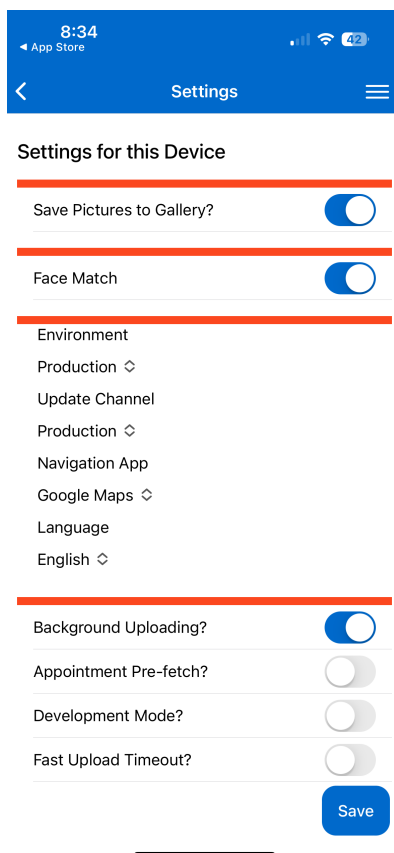 8:34
◀ App Store
42
Settings
Settings for this Device
Save Pictures to Gallery?
Face Match
Environment
Production
Update Channel
Production
Navigation App
Google Maps
Language
English
Background Uploading?
Appointment Pre-fetch?
Development Mode?
Fast Upload Timeout?
Save